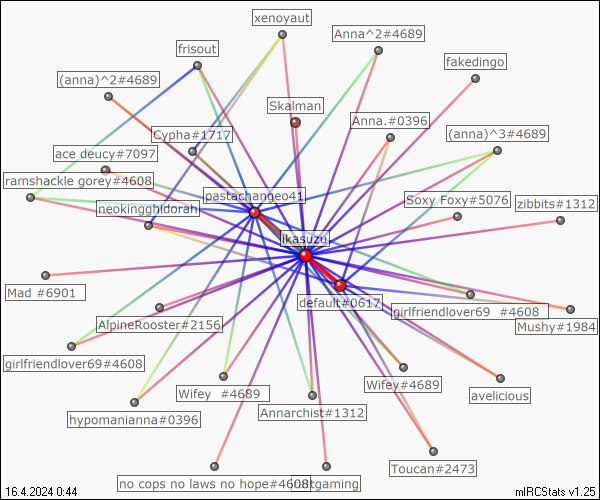 xenoyaut
Anna^2#4689
frisout
fakedingo
(anna)^2#4689
Skalman
Anna.#0396
Cypha#1717
(anna)^3#4689
ace deucy#7097
ramshackle gorey#4608
pastachangeo41
Soxy Foxy#5076
zibbits#1312
neokingghidorah
ikasuzu
Mad #6901
default#0617
girlfriendlover69 #4608
AlpineRooster#2156
Mushy#1984
girlfriendlover69#4608
Wifey #4689
Wifey#4689
avelicious
hypomanianna#0396
Annarchist#1312
Toucan#2473
no cops no laws no hope#4608
gaming
16.4.2024 0:44
mIRCStats v1.25